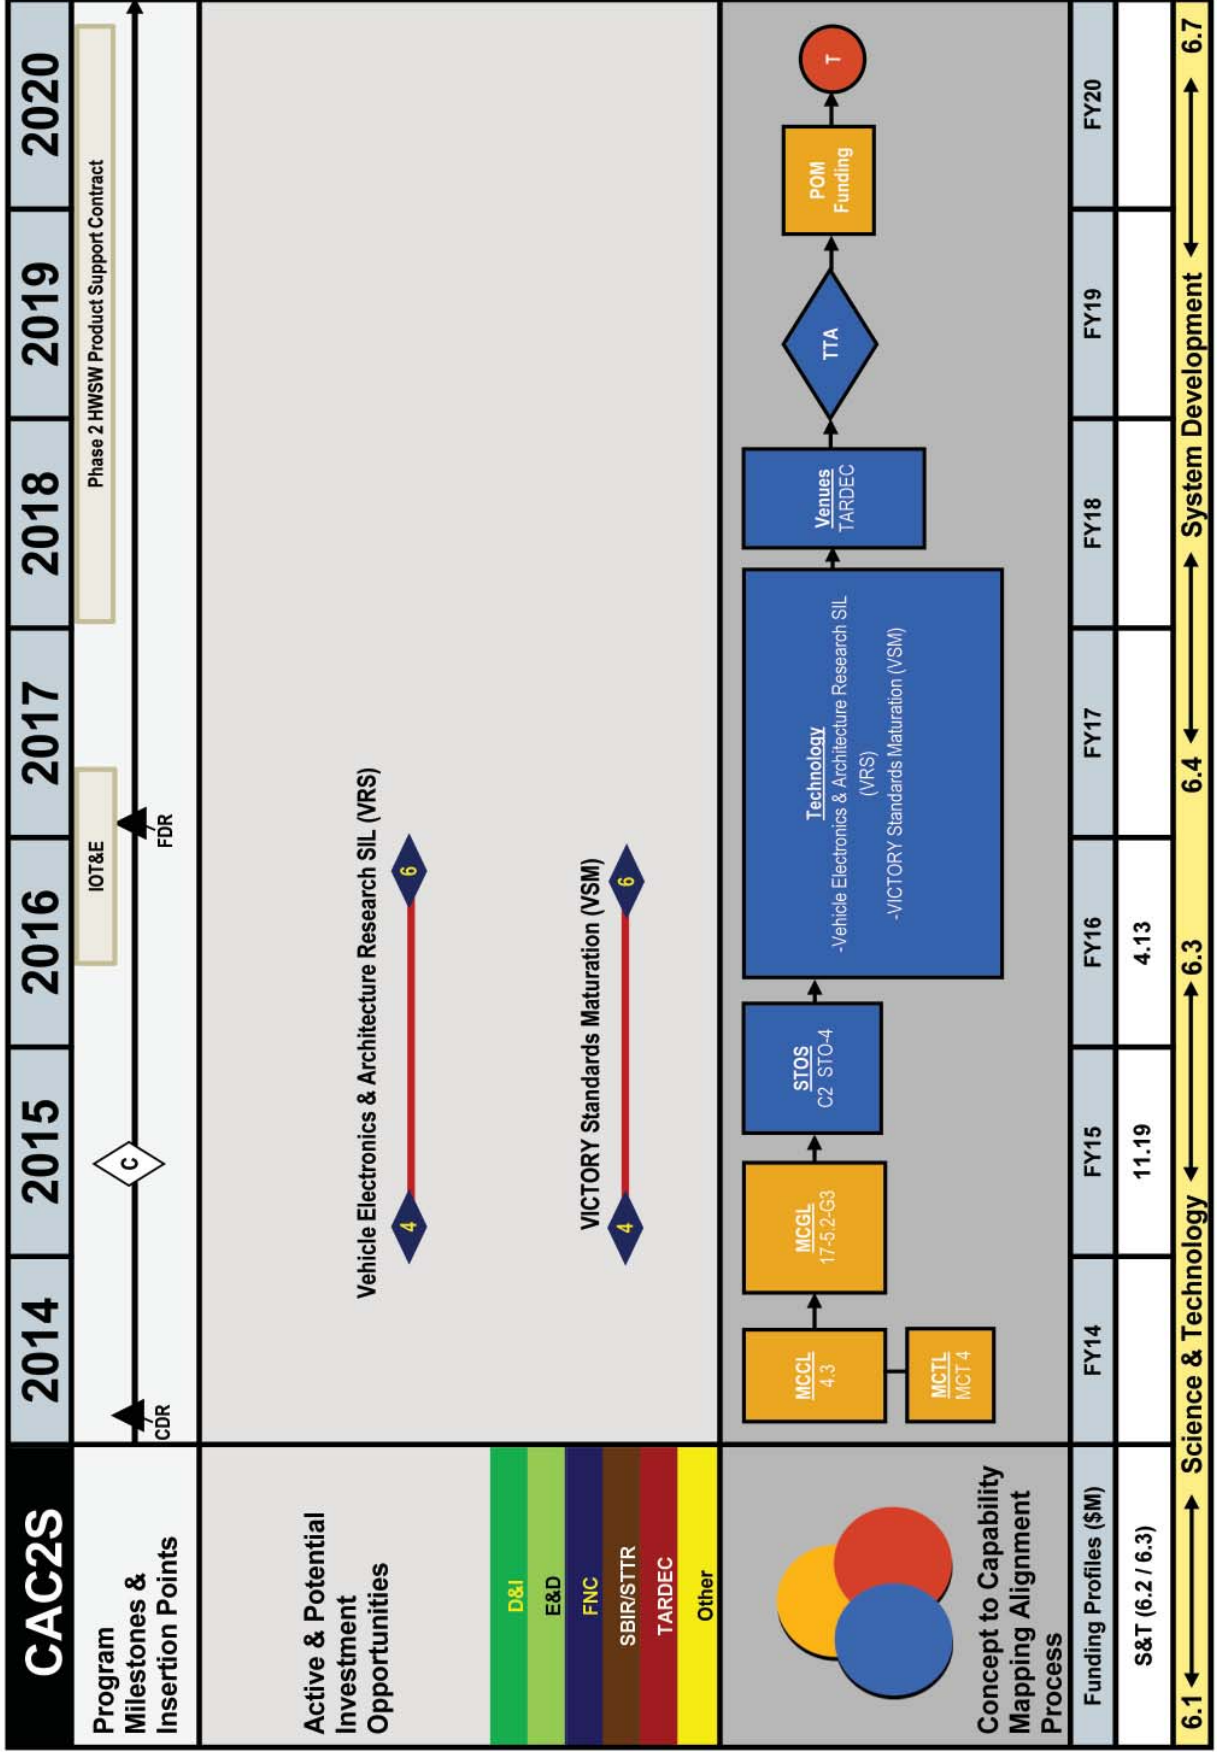 CAC2S
2014
2015
2016
2017
2018
2019
2020
Program
Milestones &
Insertion Points
CDR
C
IOT&E
FDR
Phase 2 HWSW Product Support Contract
Active & Potential
Investment
Opportunities
D&I
E&D
FNC
SBIR/STTR
TARDEC
Other
Vehicle Electronics & Architecture Research SIL (VRS)
4
6
VICTORY Standards Maturation (VSM)
4
6
Concept to Capability
Mapping Alignment
Process
MCCL
4.3
MCTL
MCT 4
MCGL
17-5.2-G3
STOS
C2 STO-4
Technology
-Vehicle Electronics & Architecture Research SIL
(VRS)
-VICTORY Standards Maturation (VSM)
Venues
TARDEC
TTA
POM
Funding
T
Funding Profiles ($M)
FY14
FY15
FY16
FY17
FY18
FY19
FY20
S&T (6.2 / 6.3)
11.19
4.13
6.1
Science & Technology
6.3
6.4
System Development
6.7